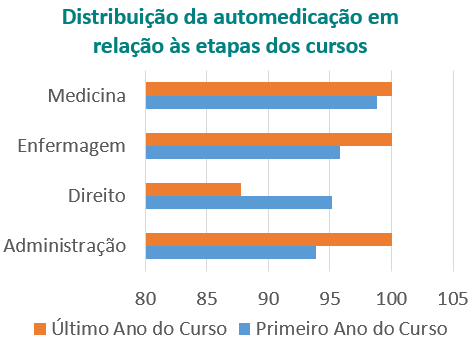 Distribuição da automedicação em
relação às etapas dos cursos
Medicina
Enfermagem
Direito
Administração
80 85 90 95 100 105
Último Ano do Curso Primeiro Ano do Curso